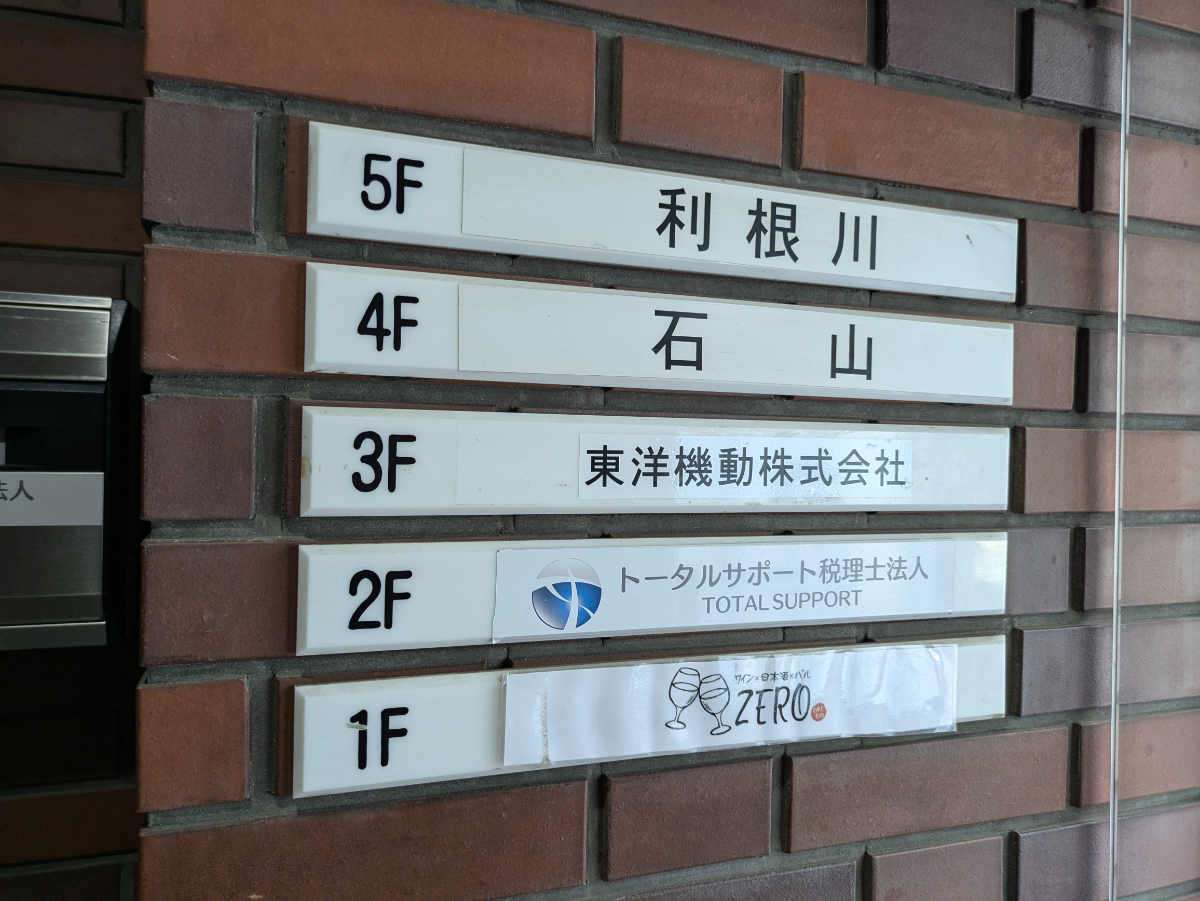 5F 利根川
4F 石山
3F 東洋機動株式会社
2F トータルサポート税理士法人
TOTAL SUPPORT
1F ワイン×日本酒×バル
ZERO
法人